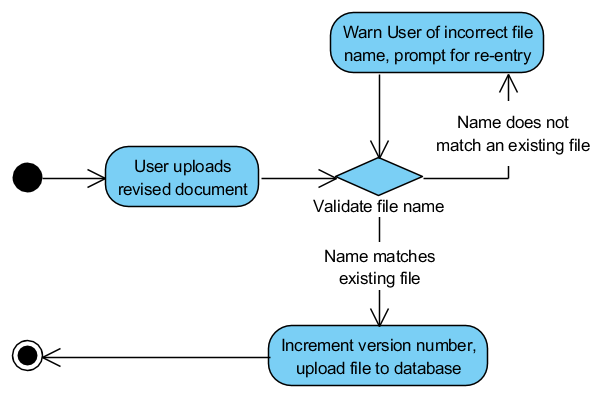 Warn User of incorrect file
name, prompt for re-entry
Name does not
match an existing file
User uploads
revised document
Validate file name
Name matches
existing file
Increment version number,
upload file to database